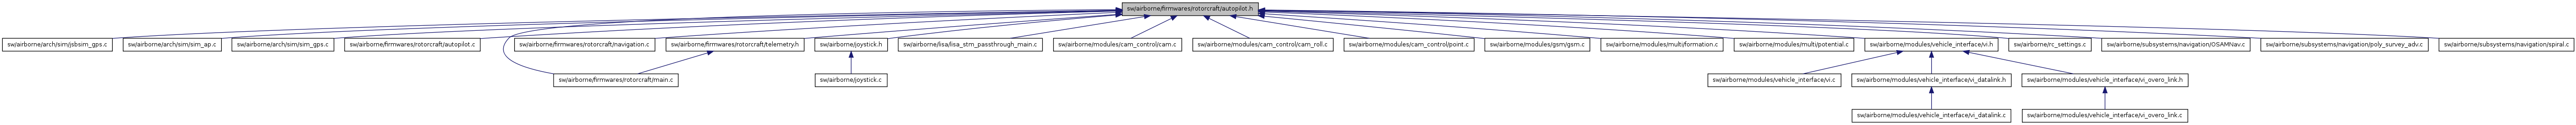 sw/airborne/firmwares/rotorcraft/autopilot.h
sw/airborne/arch/sim/jsbsim_gps.c
sw/airborne/arch/sim/sim_ap.c
sw/airborne/arch/sim/sim_gps.c
sw/airborne/firmwares/rotorcraft/autopilot.c
sw/airborne/firmwares/rotorcraft/navigation.c
sw/airborne/firmwares/rotorcraft/telemetry.h
sw/airborne/joystick.h
sw/airborne/lisa/lisa_stm_passthrough_main.c
sw/airborne/modules/cam_control/cam.c
sw/airborne/modules/cam_control/cam_roll.c
sw/airborne/modules/cam_control/point.c
sw/airborne/modules/gsm/gsm.c
sw/airborne/modules/multi/formation.c
sw/airborne/modules/multi/potential.c
sw/airborne/modules/vehicle_interface/vi.h
sw/airborne/rc_settings.c
sw/airborne/subsystems/navigation/OSAMNav.c
sw/airborne/subsystems/navigation/poly_survey_adv.c
sw/airborne/subsystems/navigation/spiral.c
sw/airborne/firmwares/rotorcraft/main.c
sw/airborne/joystick.c
sw/airborne/modules/vehicle_interface/vi.c
sw/airborne/modules/vehicle_interface/vi_datalink.h
sw/airborne/modules/vehicle_interface/vi_overo_link.h
sw/airborne/modules/vehicle_interface/vi_datalink.c
sw/airborne/modules/vehicle_interface/vi_overo_link.c